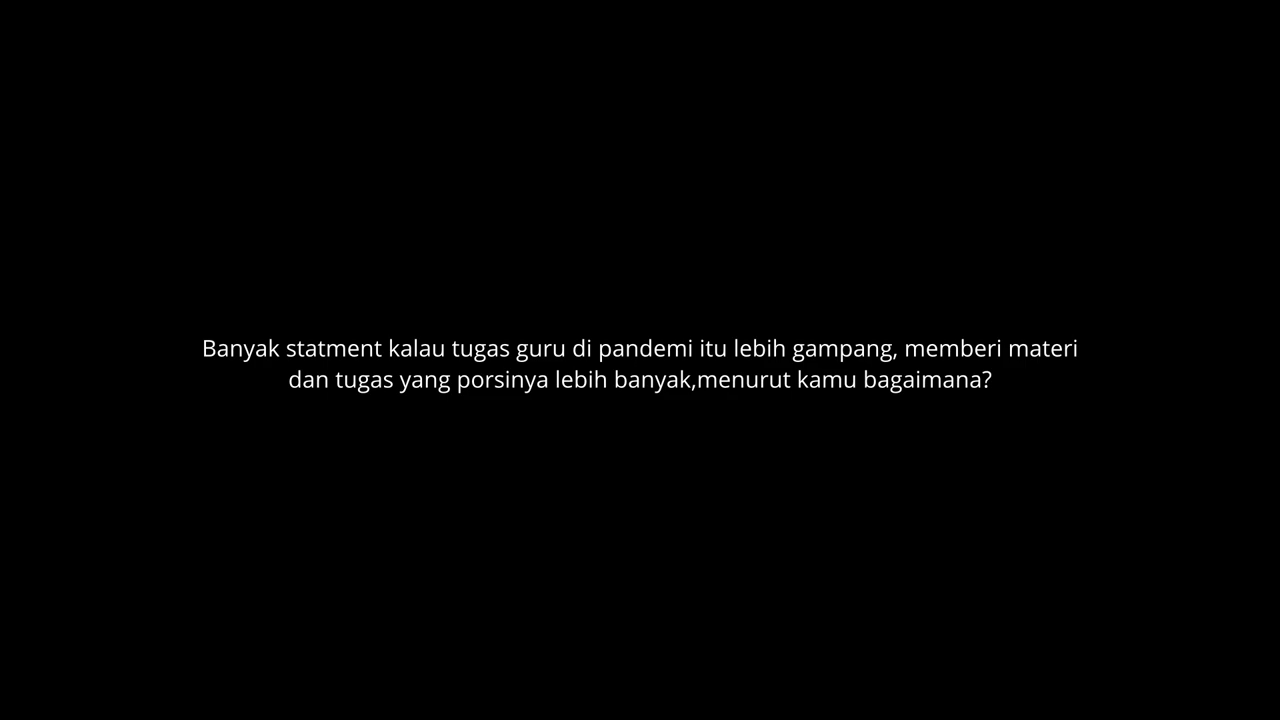 Banyak statment kalau tugas guru di pandemi itu lebih gampang, memberi materi
dan tugas yang porsinya lebih banyak,menurut kamu bagaimana?